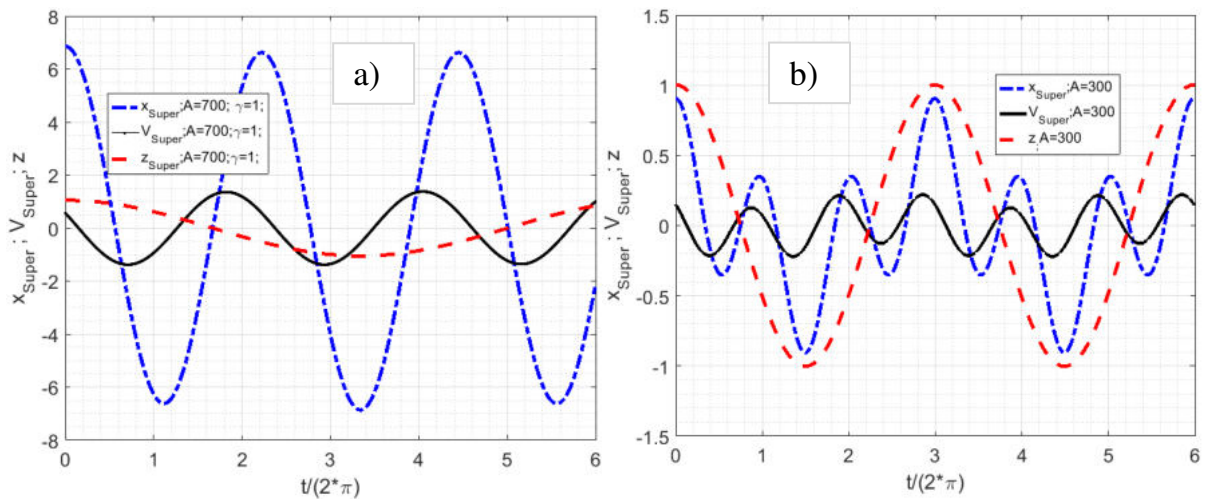 a)
x_Super;A=700; γ=1;
V_Super;A=700;γ=1;
z_Super;A=700;γ=1;
x_Super ; V_Super; z
8
6
4
2
0
-2
-4
-6
-8
0 1 2 3 4 5 6
t/(2*π)
b)
x_Super;A=300
V_Super;A=300
z;A=300
x_Super ; V_Super; z
1.5
1
0.5
0
-0.5
-1
-1.5
0 1 2 3 4 5 6
t/(2*π)